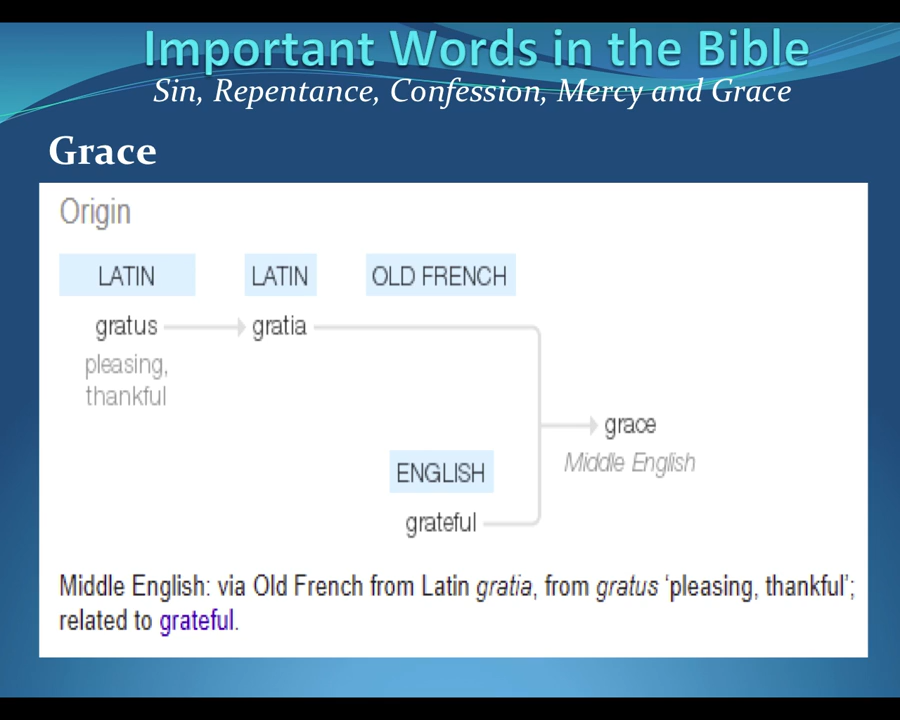 Important Words in the Bible
Sin, Repentance, Confession, Mercy and Grace
Grace
Origin
LATIN LATIN OLD FRENCH
gratus gratia
pleasing,
thankful
grace
Middle English
ENGLISH
grateful
Middle English: via Old French from Latin gratia, from gratus ‘pleasing, thankful’;
related to grateful.